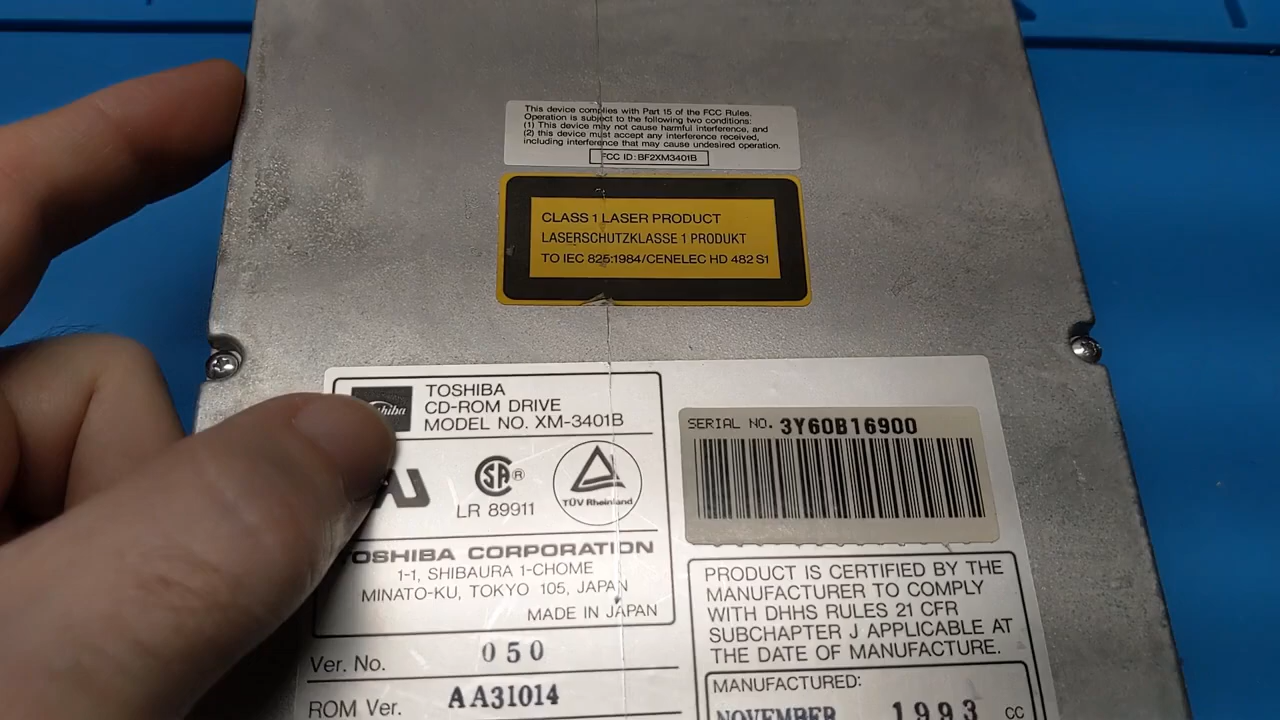 This device complies with Part 15 of the FCC Rules.
Operation is subject to the following two conditions:
(1) This device may not cause harmful interference, and
(2) this device must accept any interference received,
including interference that may cause undesired operation.
FCC ID: BF2XM3401B
CLASS 1 LASER PRODUCT
LASERSCHUTZKLASSE 1 PRODUKT
TO IEC 825:1984/CENELEC HD 482 S1
TOSHIBA
CD-ROM DRIVE
MODEL NO. XM-3401B
SA®
LR 89911
TÜV Rheinland
TOSHIBA CORPORATION
1-1, SHIBAURA 1-CHOME
MINATO-KU, TOKYO 105, JAPAN
MADE IN JAPAN
Ver. No. 050
ROM Ver. AA31014
SERIAL NO. 3Y60B16900
PRODUCT IS CERTIFIED BY THE
MANUFACTURER TO COMPLY
WITH DHHS RULES 21 CFR
SUBCHAPTER J APPLICABLE AT
THE DATE OF MANUFACTURE.
MANUFACTURED:
NOVEMBER 1993 CC